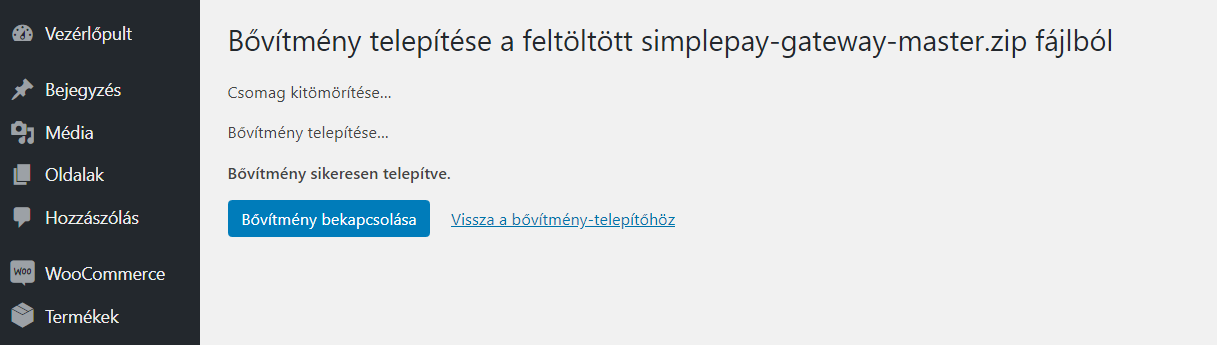 Vezérlőpult
Bejegyzés
Média
Oldalak
Hozzászólás
WOO
WooCommerce
Termékek
Bővítmény telepítése a feltöltött simplepay-gateway-master.zip fájlból
Csomag kitömörítése…
Bővítmény telepítése…
Bővítmény sikeresen telepítve.
Bővítmény bekapcsolása Vissza a bővítmény-telepítőhöz